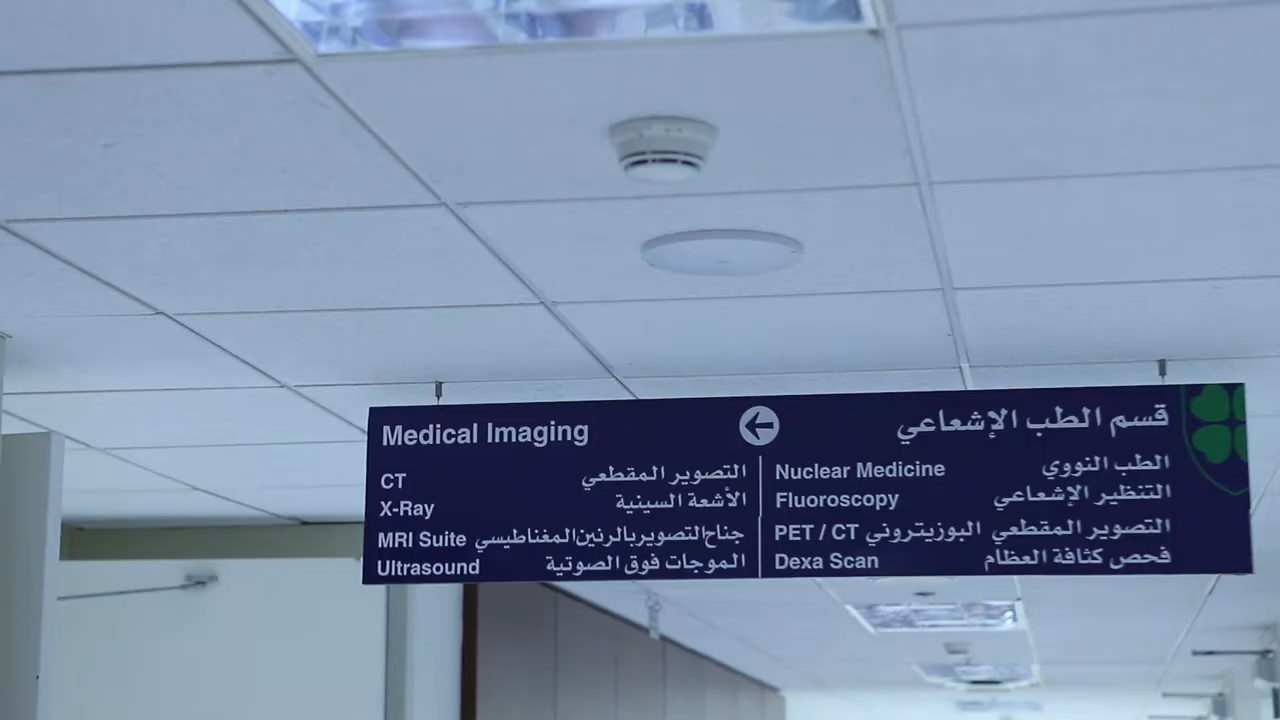 Medical Imaging قسم الطب الإشعاعي
CT التصوير المقطعي
X-Ray الأشعة السينية
MRI Suite جناح التصوير بالرنين المغناطيسي
Ultrasound الموجات فوق الصوتية
Nuclear Medicine الطب النووي
Fluoroscopy التنظير الإشعاعي
PET / CT التصوير المقطعي البوزيتروني
Dexa Scan فحص كثافة العظام